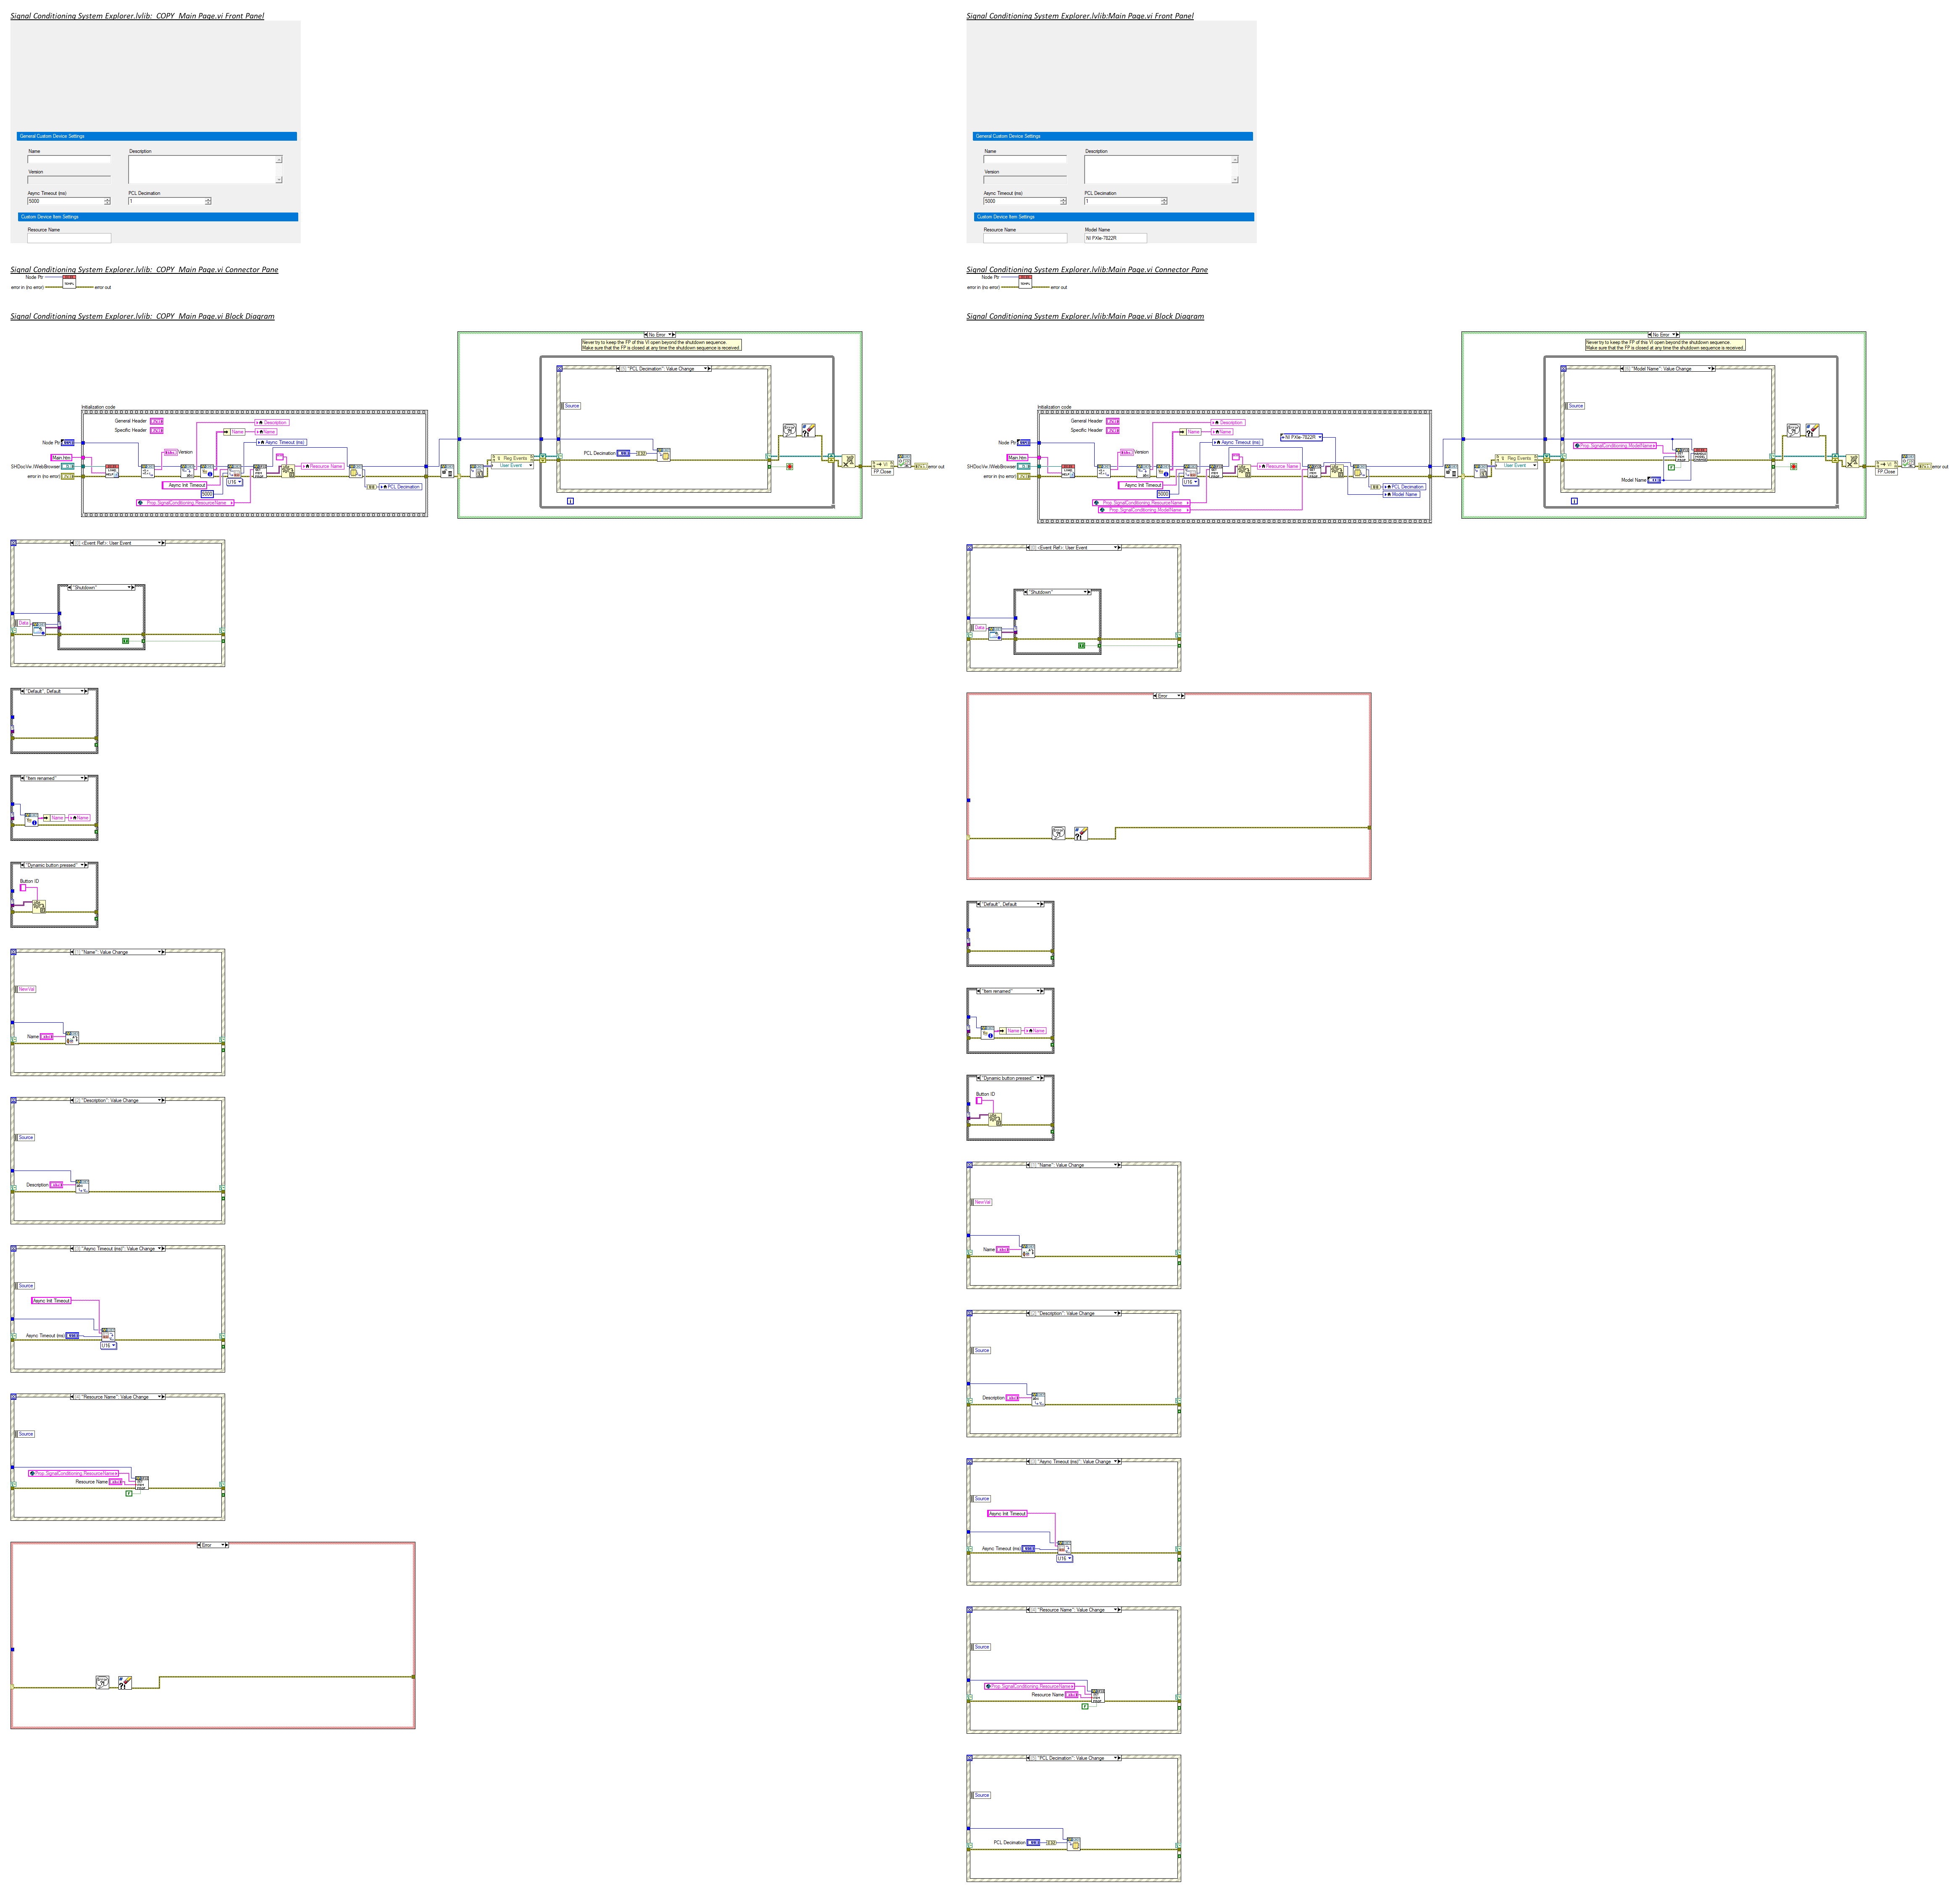 Signal Conditioning System Explorer.lvlib:_COPY_Main Page.vi Front Panel
General Custom Device Settings
Name
Description
Version
Async Timeout (ms)
PCL Decimation
5000
1
Custom Device Item Settings
Resource Name
Signal Conditioning System Explorer.lvlib:_COPY_Main Page.vi Connector Pane
Node Ptr
error in (no error)
error out
Signal Conditioning System Explorer.lvlib:_COPY_Main Page.vi Block Diagram
No Error
Never try to keep the FP of this VI open beyond the shutdown sequence.
Make sure that the FP is closed at any time the shutdown sequence is received.
[5] "PCL Decimation": Value Change
Source
Initialization code
General Header
Specific Header
Description
Name
Name
Async Timeout (ms)
Node Ptr
Main.htm
Version
SHDocVw.IWebBrowser
error in (no error)
Resource Name
Async Init Timeout
U16
5000
PCL Decimation
Prop SignalConditioning ResourceName
Reg Events
User Event
PCL Decimation
FP.Close
error out
[0] <Event Ref>: User Event
"Shutdown"
Data
"Default", Default
"Item renamed"
Name
Name
"Dynamic button pressed"
Button ID
[1] "Name": Value Change
NewVal
Name
[2] "Description": Value Change
Source
Description
[3] "Async Timeout (ms)": Value Change
Source
Async Init Timeout
Async Timeout (ms)
U16
[4] "Resource Name": Value Change
Source
Prop SignalConditioning ResourceName
Resource Name
Error
Signal Conditioning System Explorer.lvlib:Main Page.vi Front Panel
General Custom Device Settings
Name
Description
Version
Async Timeout (ms)
PCL Decimation
5000
1
Custom Device Item Settings
Resource Name
Model Name
NI PXIe-7822R
Signal Conditioning System Explorer.lvlib:Main Page.vi Connector Pane
Node Ptr
error in (no error)
error out
Signal Conditioning System Explorer.lvlib:Main Page.vi Block Diagram
No Error
Never try to keep the FP of this VI open beyond the shutdown sequence.
Make sure that the FP is closed at any time the shutdown sequence is received.
[6] "Model Name": Value Change
Source
Initialization code
General Header
Specific Header
Description
Name
Name
Async Timeout (ms)
NI PXIe-7822R
Node Ptr
Main.htm
Version
SHDocVw.IWebBrowser
error in (no error)
Resource Name
Async Init Timeout
U16
5000
PCL Decimation
Model Name
Prop SignalConditioning ResourceName
Prop SignalConditioning ModelName
Reg Events
User Event
Prop SignalConditioning ModelName
Model Name
FP.Close
error out
[0] <Event Ref>: User Event
"Shutdown"
Data
Error
"Default", Default
"Item renamed"
Name
Name
"Dynamic button pressed"
Button ID
[1] "Name": Value Change
NewVal
Name
[2] "Description": Value Change
Source
Description
[3] "Async Timeout (ms)": Value Change
Source
Async Init Timeout
Async Timeout (ms)
U16
[4] "Resource Name": Value Change
Source
Prop SignalConditioning ResourceName
Resource Name
[5] "PCL Decimation": Value Change
Source
PCL Decimation